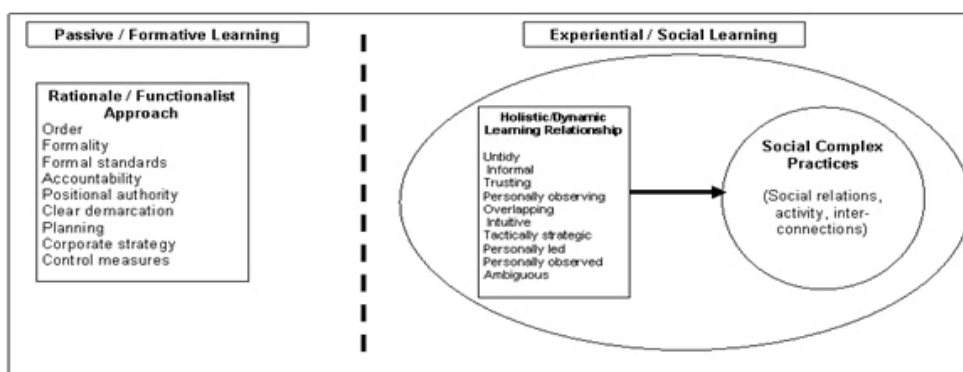 Passive / Formative Learning
Rationale / Functionalist
Approach
Order
Formality
Formal standards
Accountability
Positional authority
Clear demarcation
Planning
Corporate strategy
Control measures
Experiential / Social Learning
Holistic/Dynamic
Learning Relationship
Untidy
Informal
Trusting
Personally observing
Overlapping
Intuitive
Tactically strategic
Personally led
Personally observed
Ambiguous
Social Complex
Practices
(Social relations,
activity, inter-
connections)